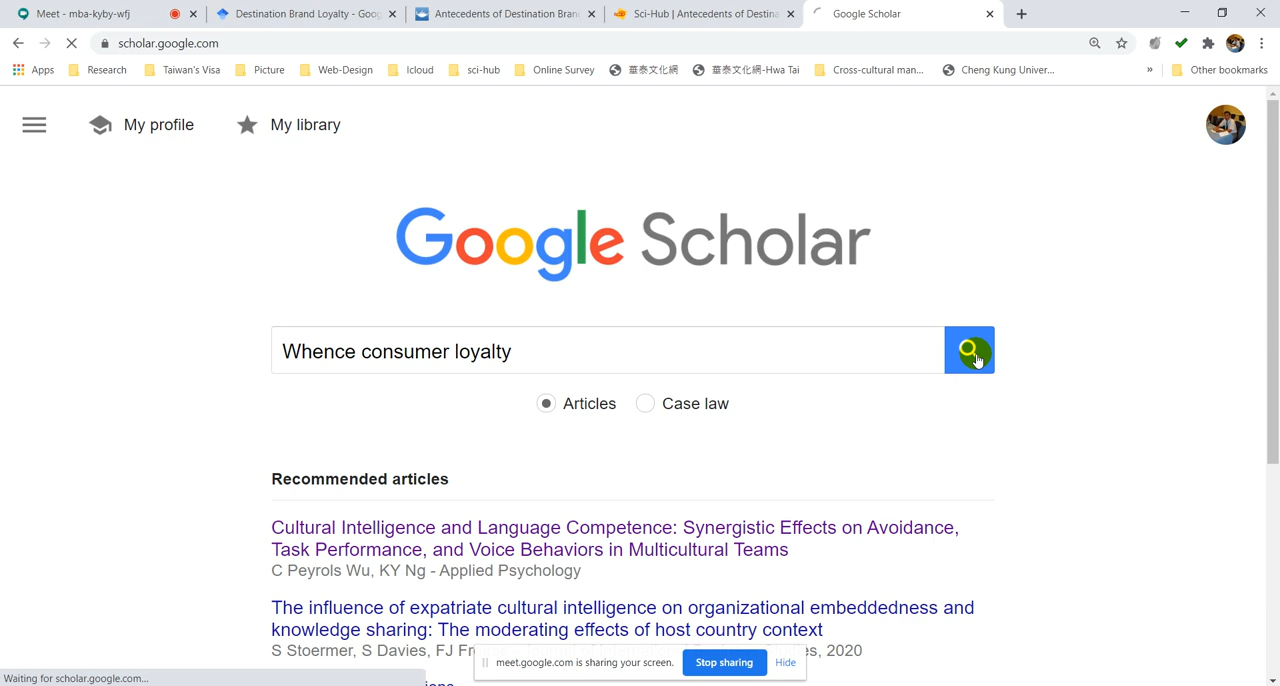 Meet - mba-kyby-wfj
Destination Brand Loyalty - Goog
Antecedents of Destination Bran
Sci-Hub | Antecedents of Destina
Google Scholar
scholar.google.com
Apps Research Taiwan's Visa Picture Web-Design Icloud sci-hub Online Survey 華泰文化網 華泰文化網-Hwa Tai Cross-cultural man... Cheng Kung Univer... » Other bookmarks
My profile My library
Google Scholar
Whence consumer loyalty
Articles Case law
Recommended articles
Cultural Intelligence and Language Competence: Synergistic Effects on Avoidance,
Task Performance, and Voice Behaviors in Multicultural Teams
C Peyrols Wu, KY Ng - Applied Psychology
The influence of expatriate cultural intelligence on organizational embeddedness and
knowledge sharing: The moderating effects of host country context
S Stoermer, S Davies, FJ es, 2020
meet.google.com is sharing your screen. Stop sharing Hide
Waiting for scholar.google.com...